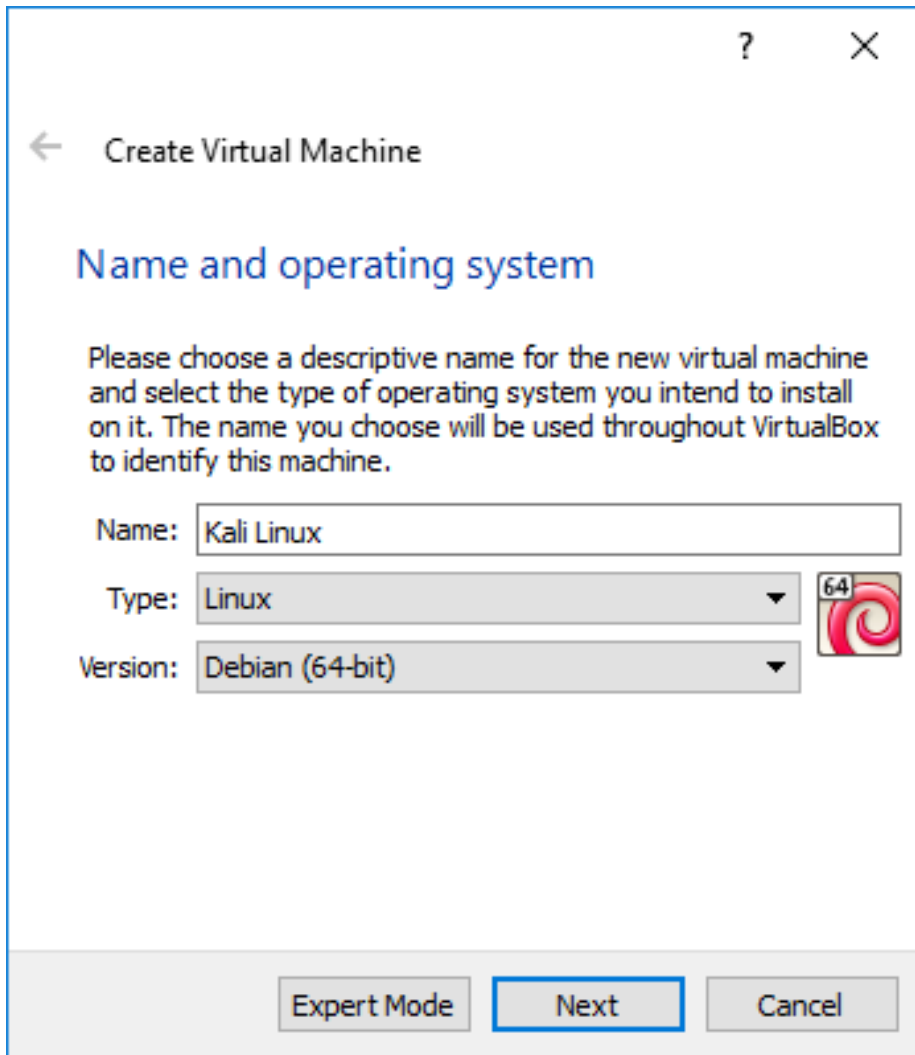 ?
Create Virtual Machine
Name and operating system
Please choose a descriptive name for the new virtual machine
and select the type of operating system you intend to install
on it. The name you choose will be used throughout VirtualBox
to identify this machine.
Name: Kali Linux
Type: Linux
64
Version: Debian (64-bit)
Expert Mode Next Cancel